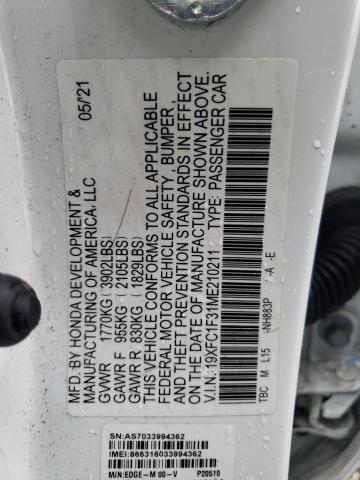 MFD. BY HONDA DEVELOPMENT & 05/'21
MANUFACTURING OF AMERICA, LLC
GVWR 1770KG (3902LBS)
GAWR F 955KG (2105LBS)
GAWR R 830KG (1829LBS)
THIS VEHICLE CONFORMS TO ALL APPLICABLE
FEDERAL MOTOR VEHICLE SAFETY, BUMPER,
AND THEFT PREVENTION STANDARDS IN EFFECT
ON THE DATE OF MANUFACTURE SHOWN ABOVE.
V.I.N.: 19XFC1F31ME210211 TYPE: PASSENGER CAR
TBC M L15 -NH883P -A -E
SN:AS7033994362
IMEI:866316033994362
M/N:EDGE-M 00-V P20510